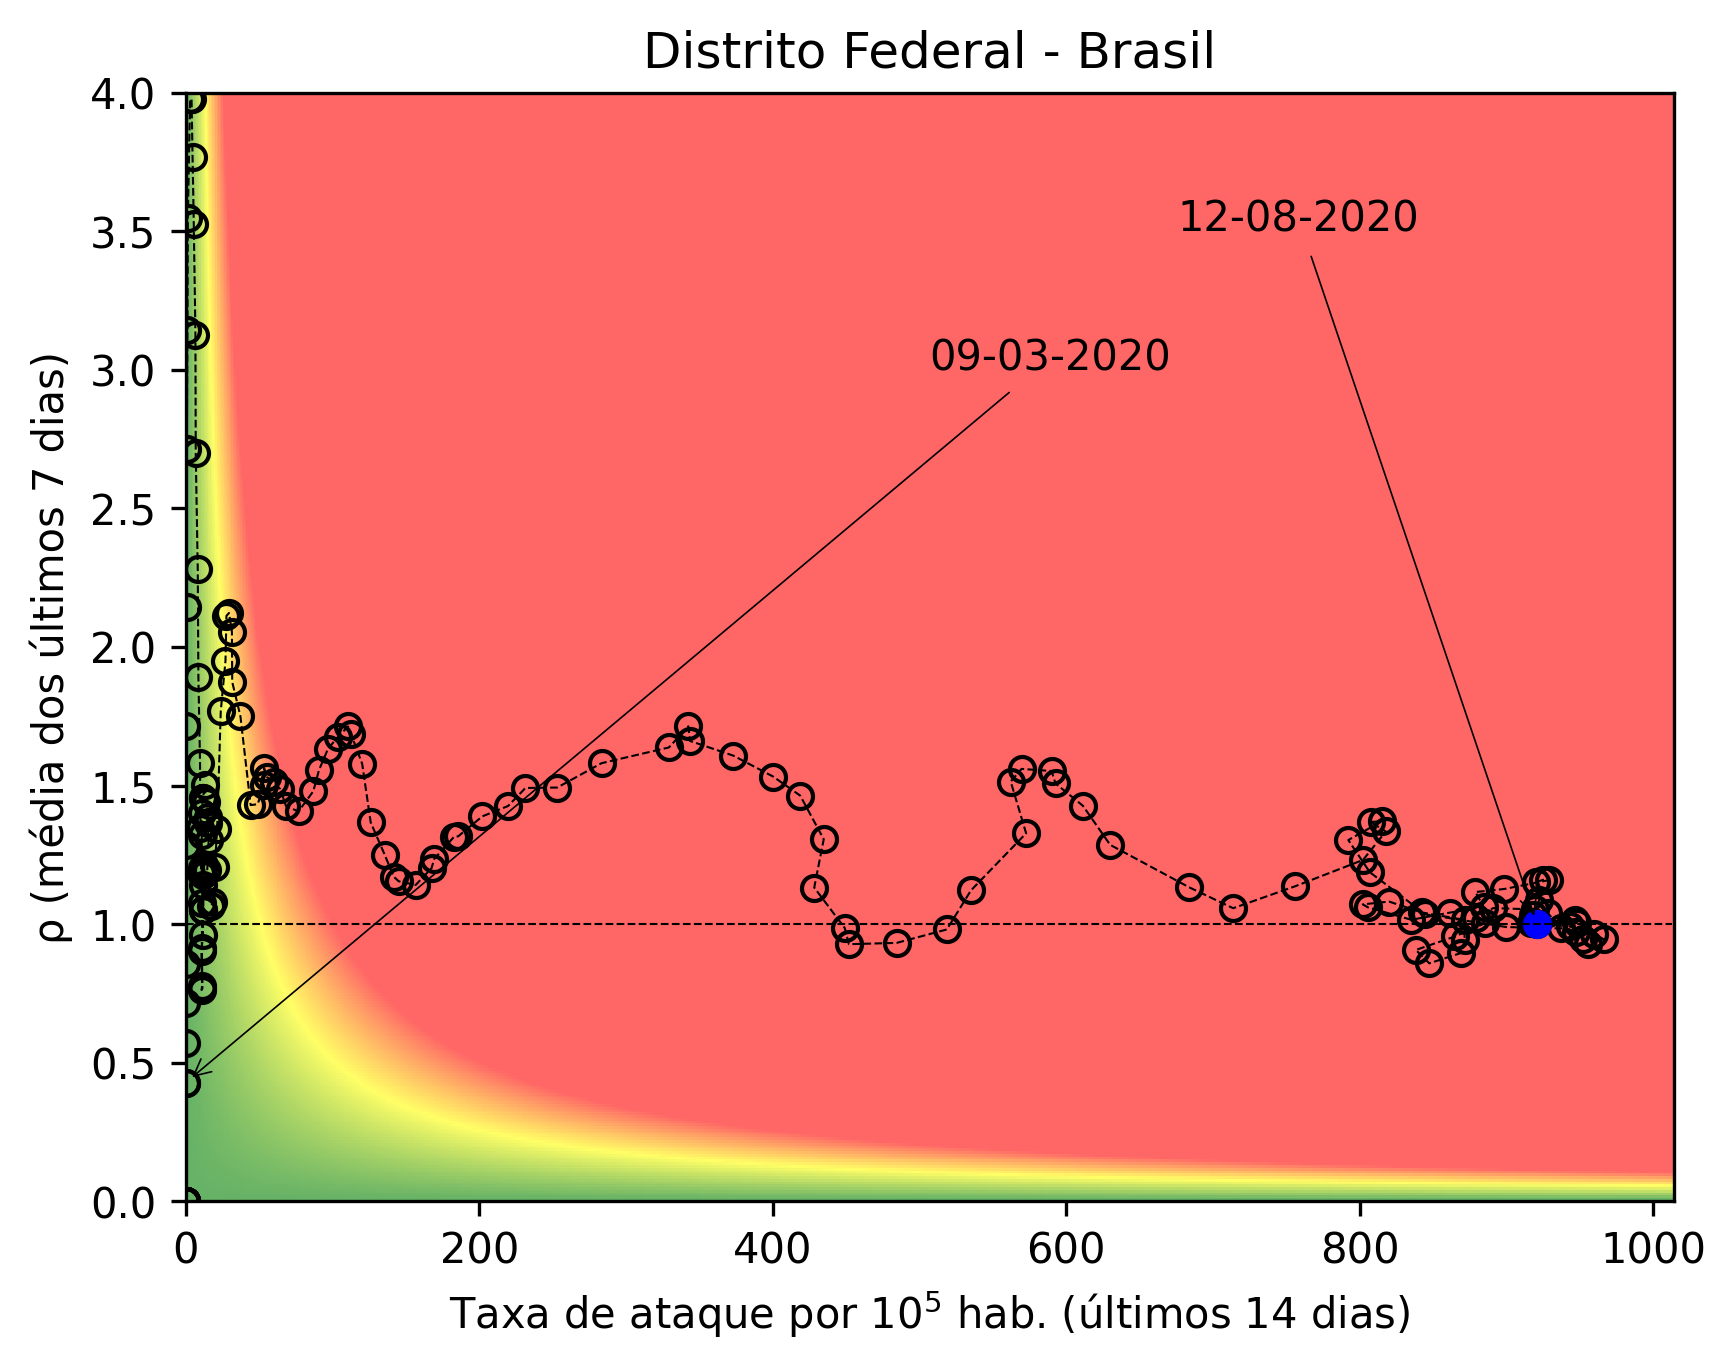 Distrito Federal - Brasil
4.0
3.5
3.0
2.5
2.0
1.5
1.0
0.5
0.0
ρ (média dos últimos 7 dias)
12-08-2020
09-03-2020
0 200 400 600 800 1000
Taxa de ataque por 10⁵ hab. (últimos 14 dias)